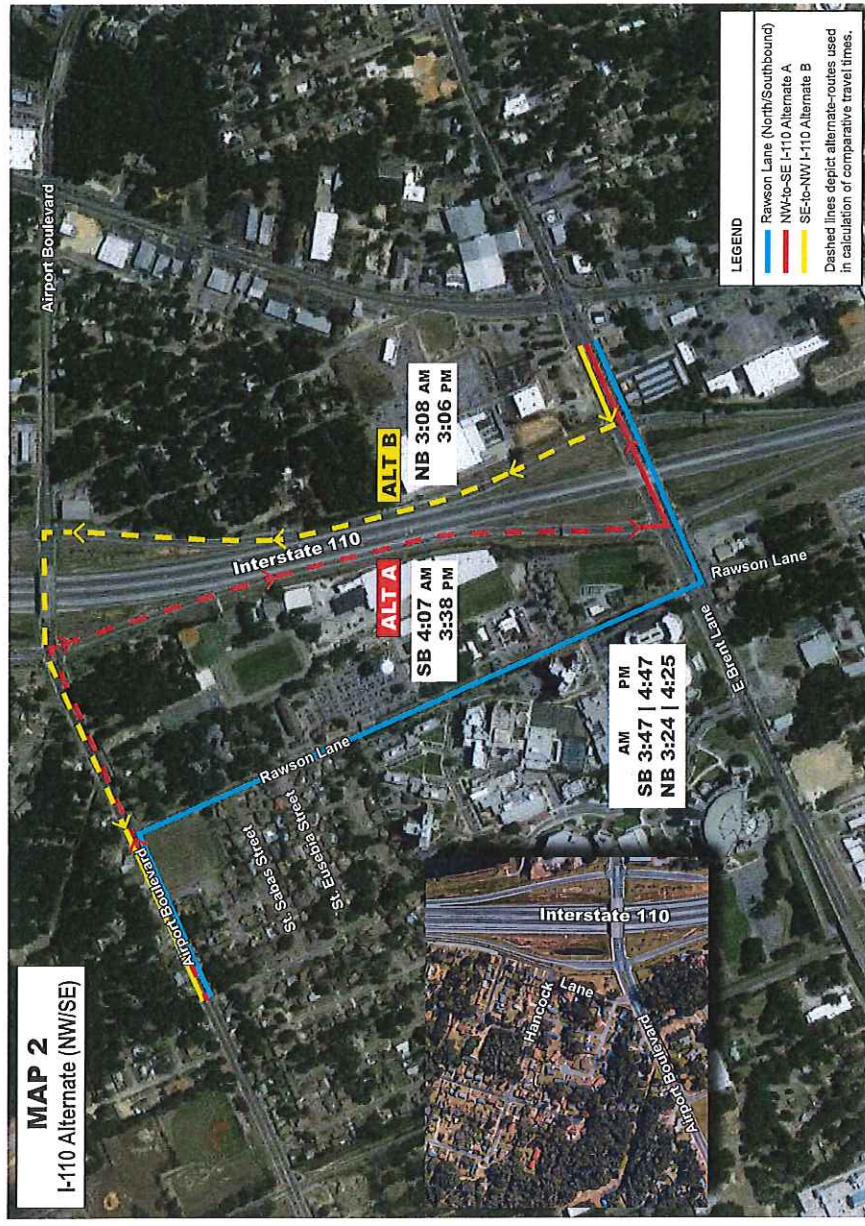 MAP 2
I-110 Alternate (NW/SE)
Airport Boulevard
Airport Boulevard
St. Sabas Street
St. Eusebia Street
Rawson Lane
Interstate 110
ALT A
SB 4:07 AM
3:38 PM
ALT B
NB 3:08 AM
3:06 PM
AM PM
SB 3:47 | 4:47
NB 3:24 | 4:25
Rawson Lane
E Brent Lane
Hancock Lane
Interstate 110
Airport Boulevard
LEGEND
Rawson Lane (North/Southbound)
NW-to-SE I-110 Alternate A
SE-to-NW I-110 Alternate B
Dashed lines depict alternate-routes used
in calculation of comparative travel times.